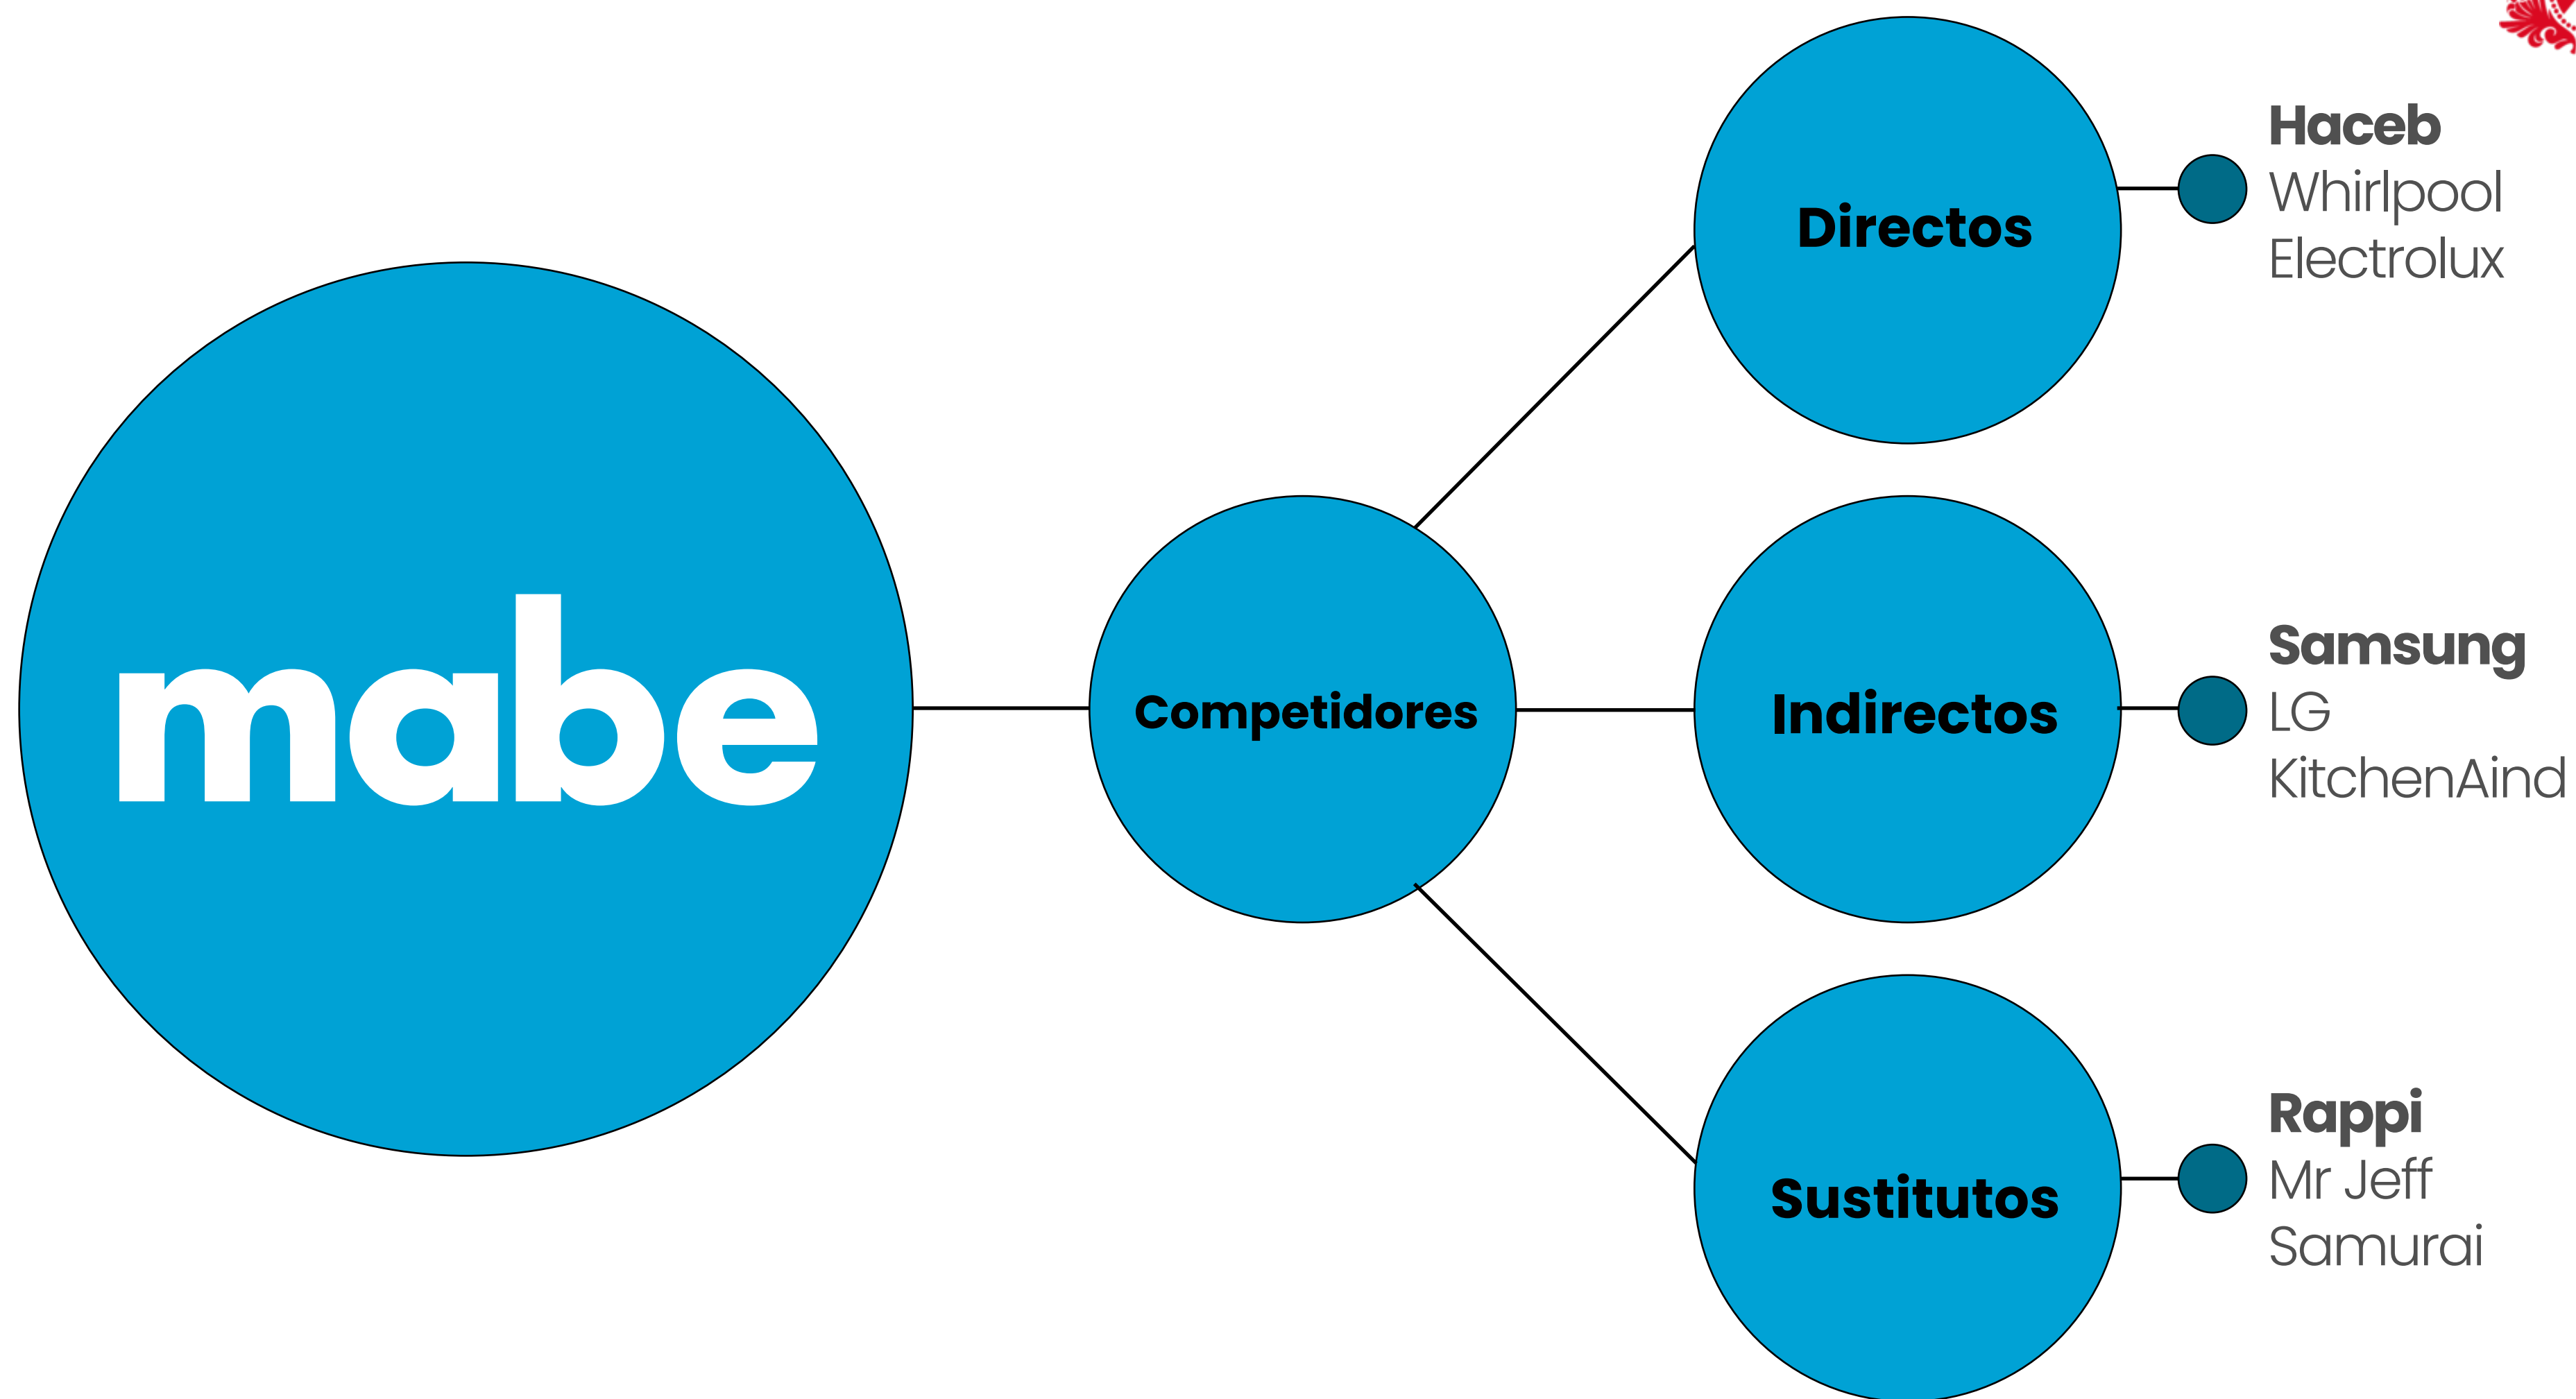 mabe
Competidores
Directos
Haceb
Whirlpool
Electrolux
Indirectos
Samsung
LG
KitchenAind
Sustitutos
Rappi
Mr Jeff
Samurai